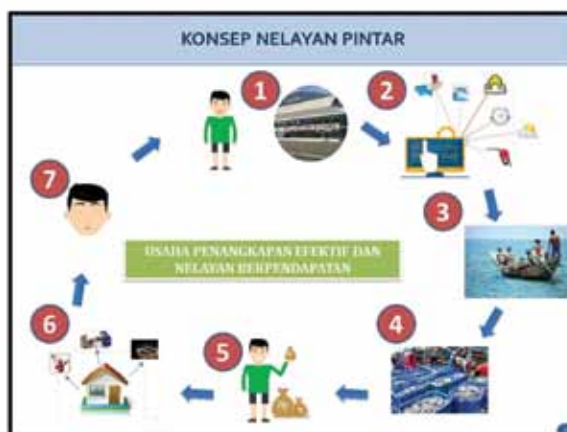 KONSEP NELAYAN PINTAR
1
2
3
4
5
6
7
USAHA PENANGKAPAN EFEKTIF DAN
NELAYAN BERPENDAPATAN